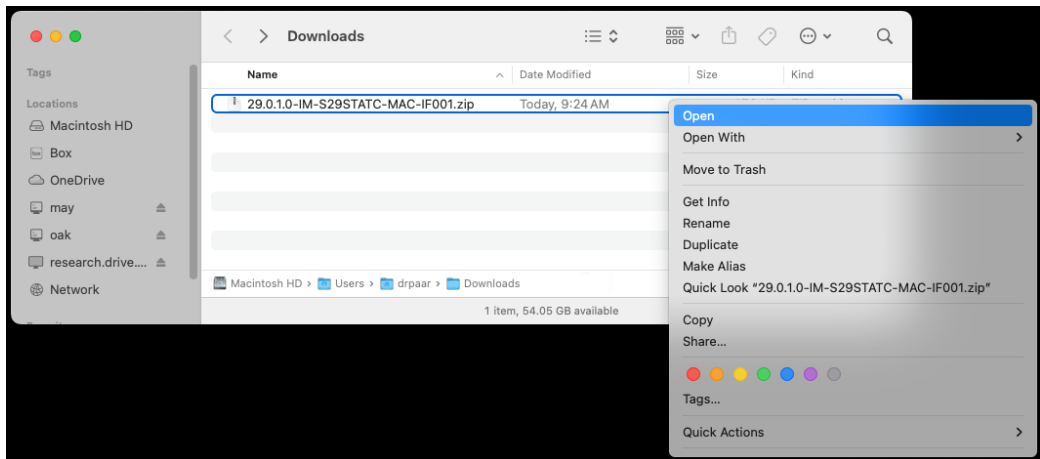 Downloads
Tags
Locations
Macintosh HD
Box
OneDrive
may
oak
research.drive....
Network
Name
Date Modified
Size
Kind
29.0.1.0-IM-S29STATC-MAC-IF001.zip
Today, 9:24 AM
Macintosh HD › Users › drpaar › Downloads
1 item, 54.05 GB available
Open
Open With
Move to Trash
Get Info
Rename
Duplicate
Make Alias
Quick Look “29.0.1.0-IM-S29STATC-MAC-IF001.zip”
Copy
Share...
Tags...
Quick Actions